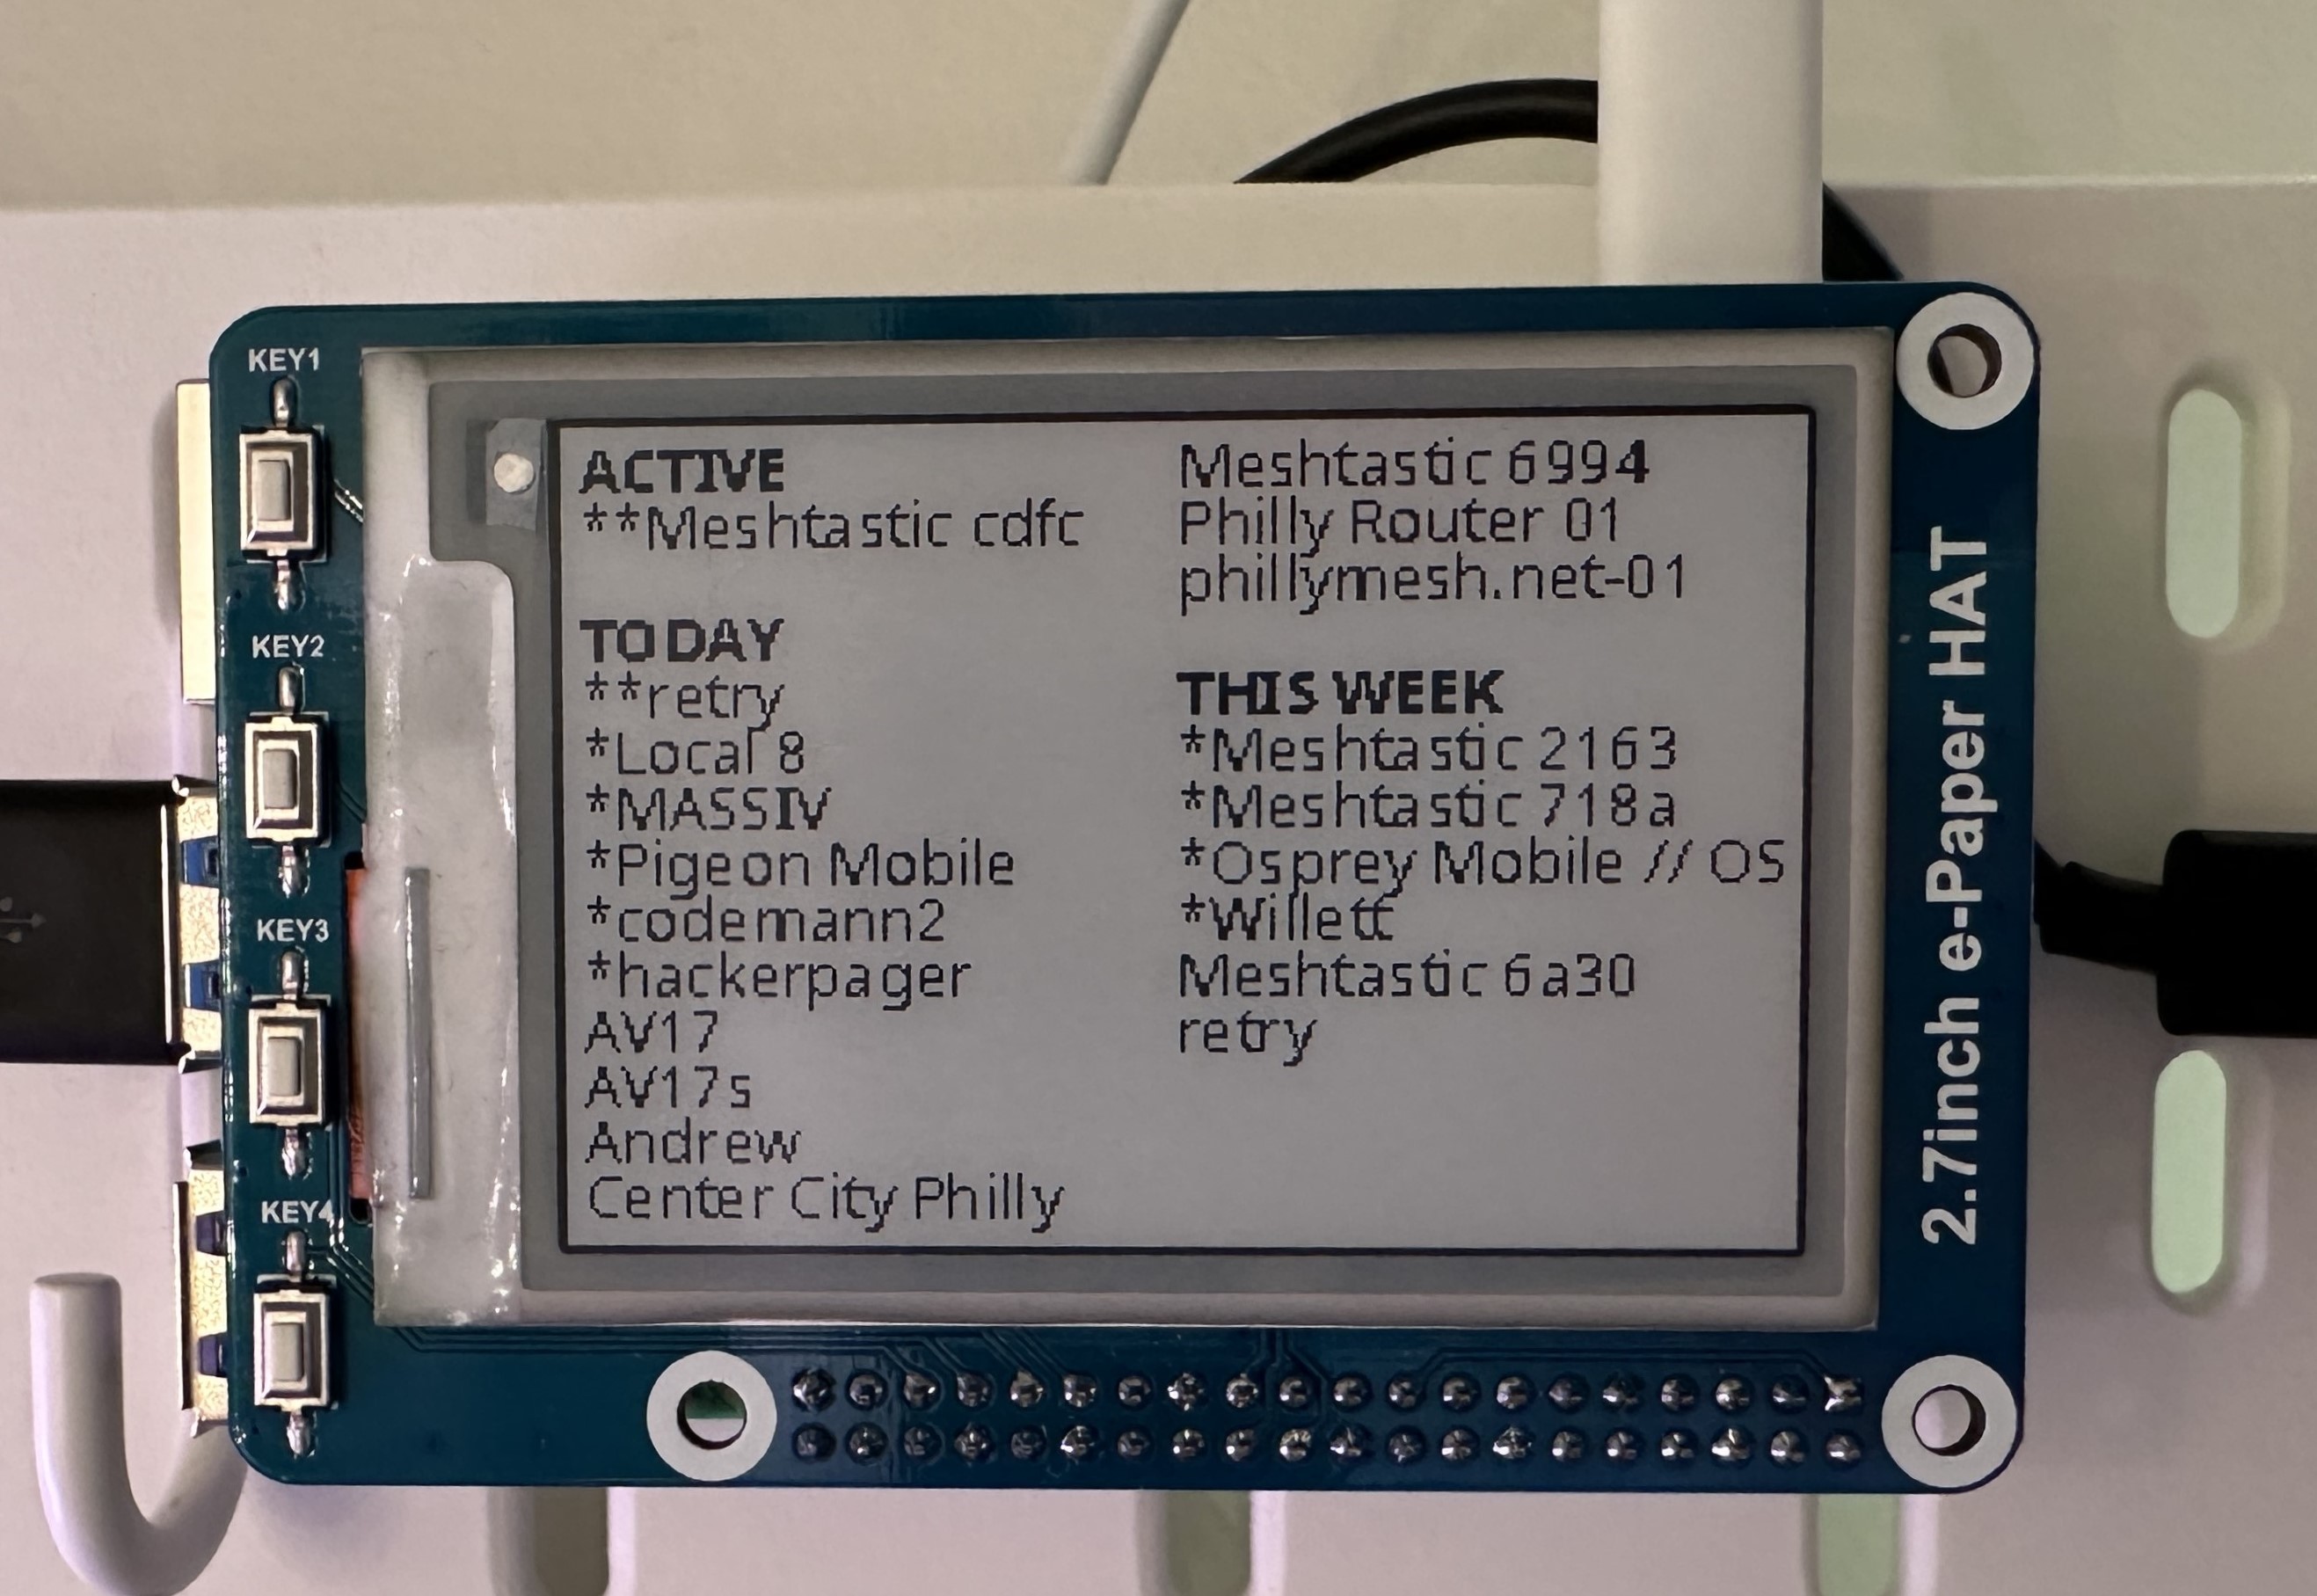 KEY1
KEY2
KEY3
KEY4
ACTIVE
**Meshtastic cdfc
TODAY
**retry
*Local 8
*MASSIV
*Pigeon Mobile
*codemann2
*hackerpager
AV17
AV17s
Andrew
Center City Philly
Meshtastic 6994
Philly Router 01
phillymesh.net-01
THIS WEEK
*Meshtastic 2163
*Meshtastic 718a
*Osprey Mobile // OS
*Willett
Meshtastic 6a30
retry
2.7inch e-Paper HAT